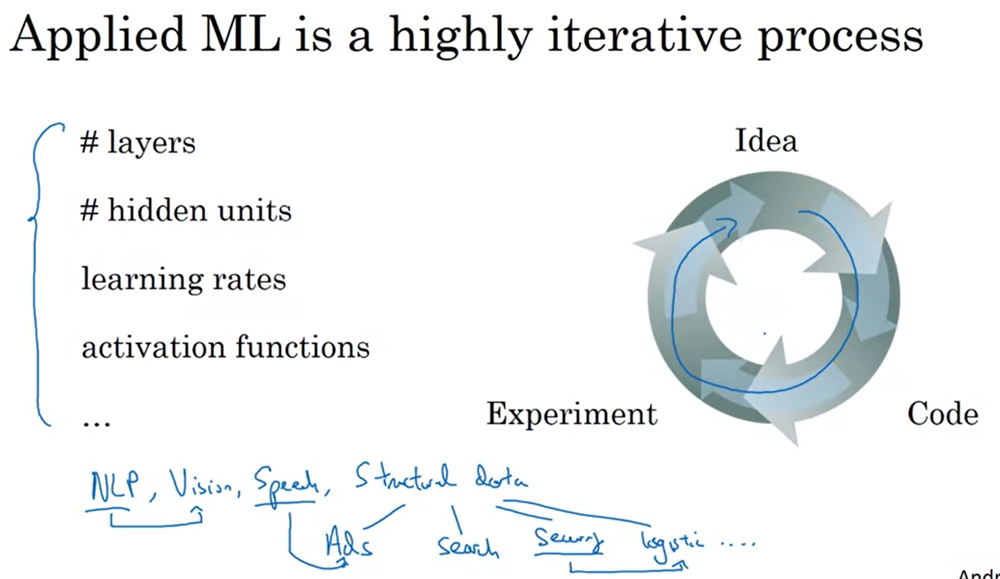 Applied ML is a highly iterative process
# layers
# hidden units
learning rates
activation functions
...
Idea
Experiment
Code
NLP, Vision, Speech, Structural data
Ads search Security logistic ....
Andr